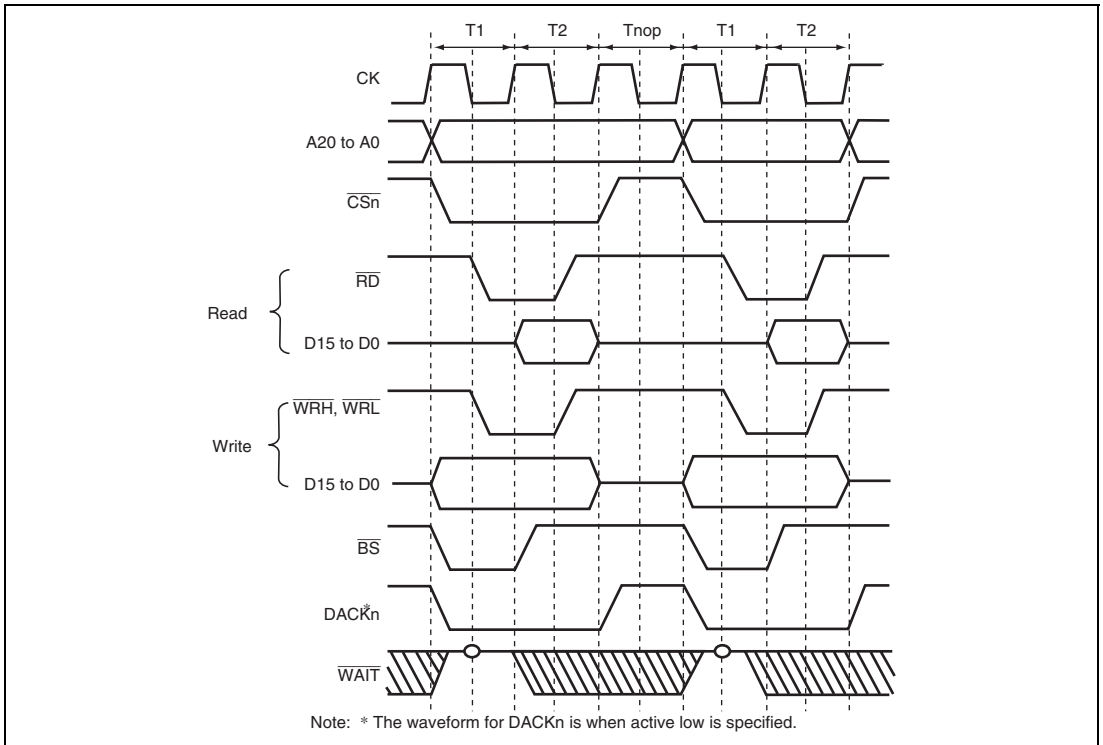 T1 T2 Tnop T1 T2
CK
A20 to A0
CSn
RD
Read
D15 to D0
WRH, WRL
Write
D15 to D0
BS
DACKn*
WAIT
Note: * The waveform for DACKn is when active low is specified.